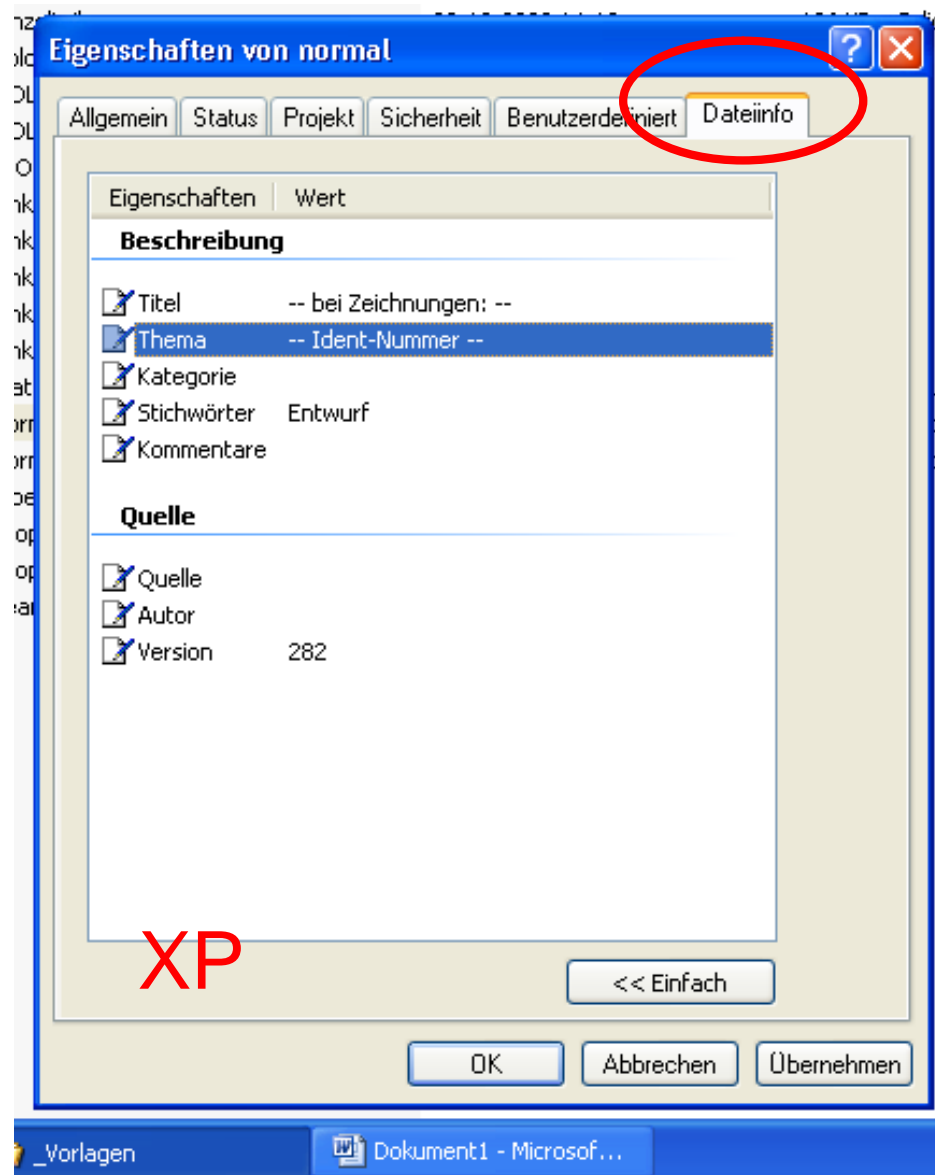 Eigenschaften von normal
Allgemein Status Projekt Sicherheit Benutzerdefiniert Dateiinfo
Eigenschaften Wert
Beschreibung
Titel -- bei Zeichnungen: --
Thema -- Ident-Nummer --
Kategorie
Stichwörter Entwurf
Kommentare
Quelle
Quelle
Autor
Version 282
XP
<< Einfach
OK Abbrechen Übernehmen
_Vorlagen Dokument1 - Microsof...